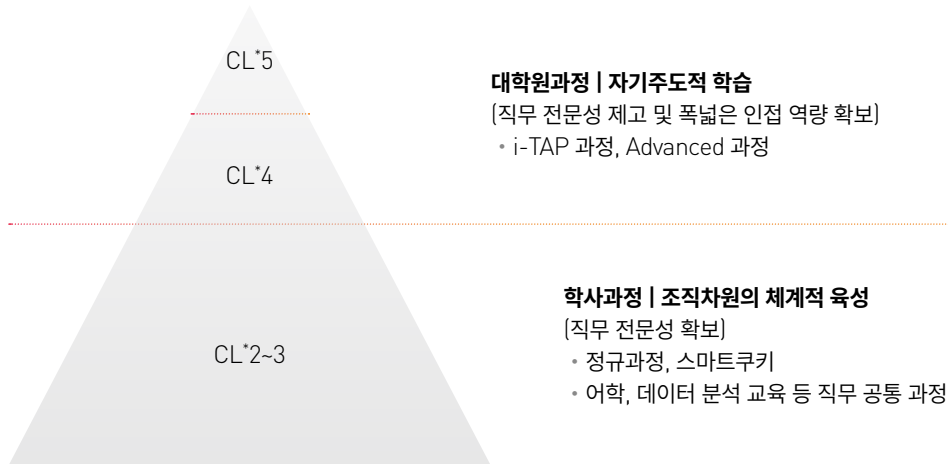 CL*5
대학원과정 | 자기주도적 학습
(직무 전문성 제고 및 폭넓은 인접 역량 확보)
• i-TAP 과정, Advanced 과정
CL*4
학사과정 | 조직차원의 체계적 육성
(직무 전문성 확보)
CL*2~3
• 정규과정, 스마트쿠키
• 어학, 데이터 분석 교육 등 직무 공통 과정